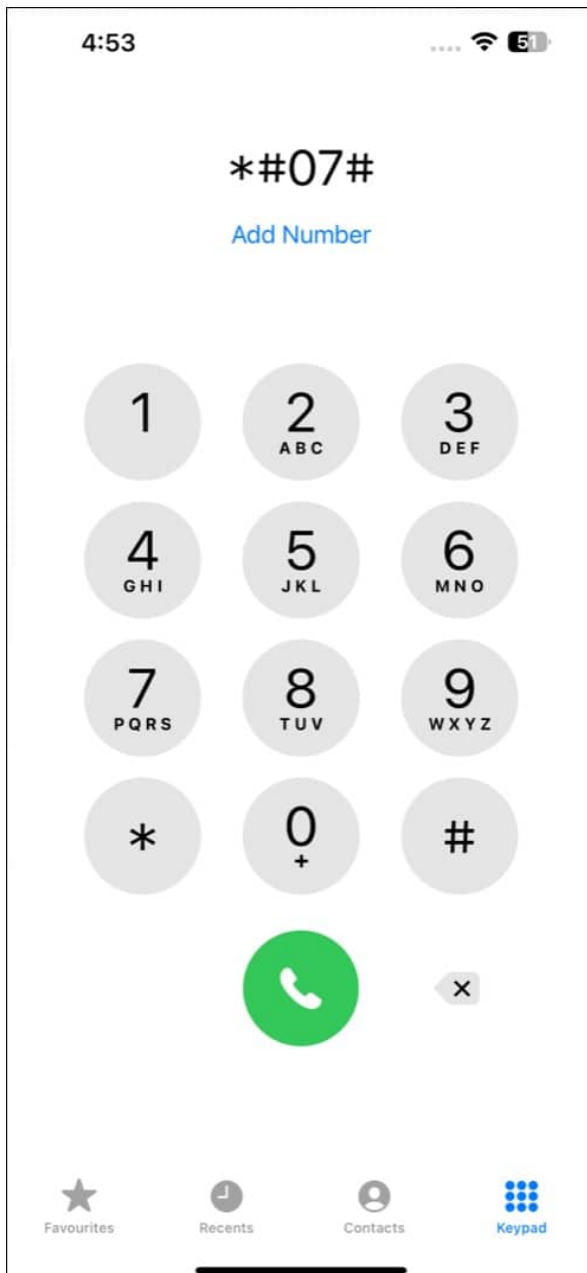 4:53
51
*#07#
Add Number
1
2
ABC
3
DEF
4
GHI
5
JKL
6
MNO
7
PQRS
8
TUV
9
WXYZ
*
0
+
#
Favourites
Recents
Contacts
Keypad